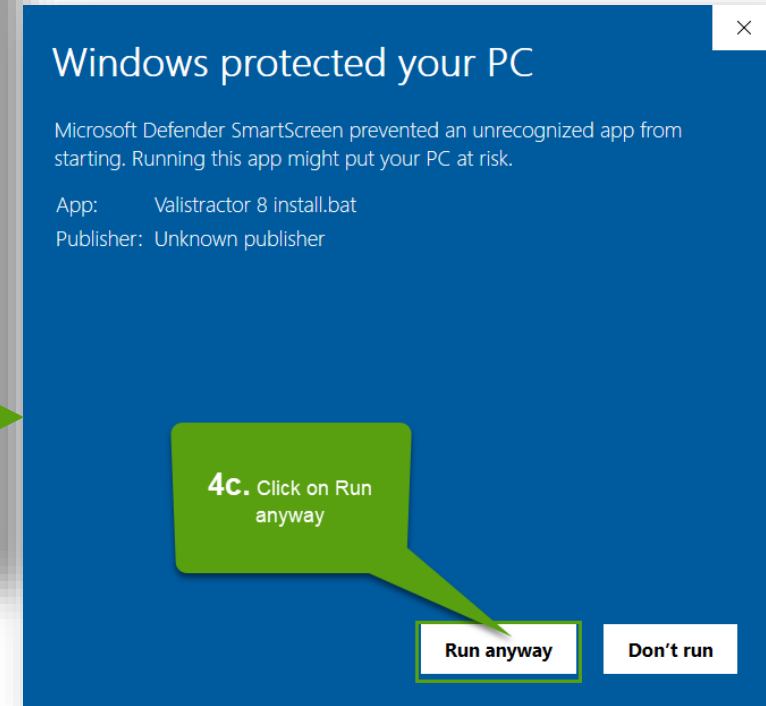 Windows protected your PC
Microsoft Defender SmartScreen prevented an unrecognized app from
starting. Running this app might put your PC at risk.
App: Valistractor 8 install.bat
Publisher: Unknown publisher
4c. Click on Run
anyway
Run anyway Don't run